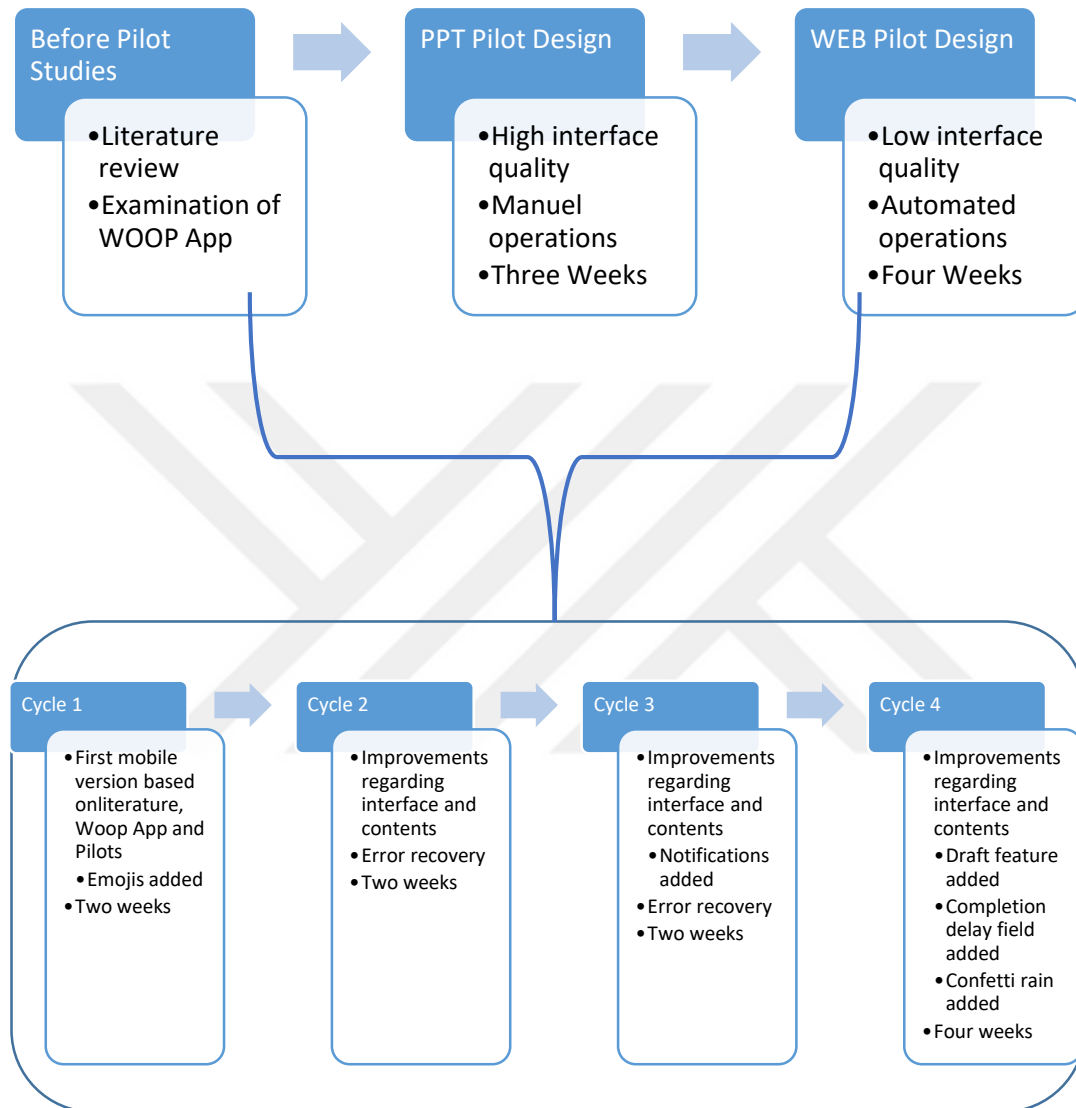 Before Pilot
Studies
•Literature
review
•Examination of
WOOP App
PPT Pilot Design
•High interface
quality
•Manuel
operations
•Three Weeks
WEB Pilot Design
•Low interface
quality
•Automated
operations
•Four Weeks
Cycle 1
•First mobile
version based
onliterature,
Woop App and
Pilots
•Emojis added
•Two weeks
Cycle 2
•Improvements
regarding
interface and
contents
•Error recovery
•Two weeks
Cycle 3
•Improvements
regarding
interface and
contents
•Notifications
added
•Error recovery
•Two weeks
Cycle 4
•Improvements
regarding
interface and
contents
•Draft feature
added
•Completion
delay field
added
•Confetti rain
added
•Four weeks